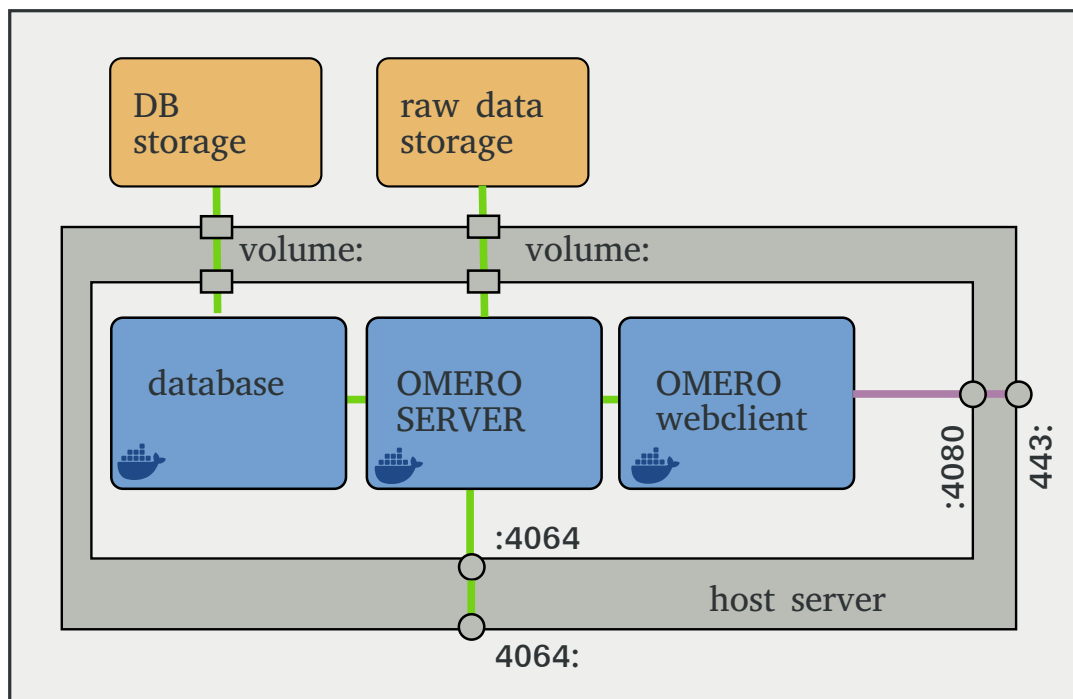 DB
storage
raw data
storage
volume:
volume:
database
OMERO
SERVER
OMERO
webclient
:4080
443:
:4064
host server
4064: